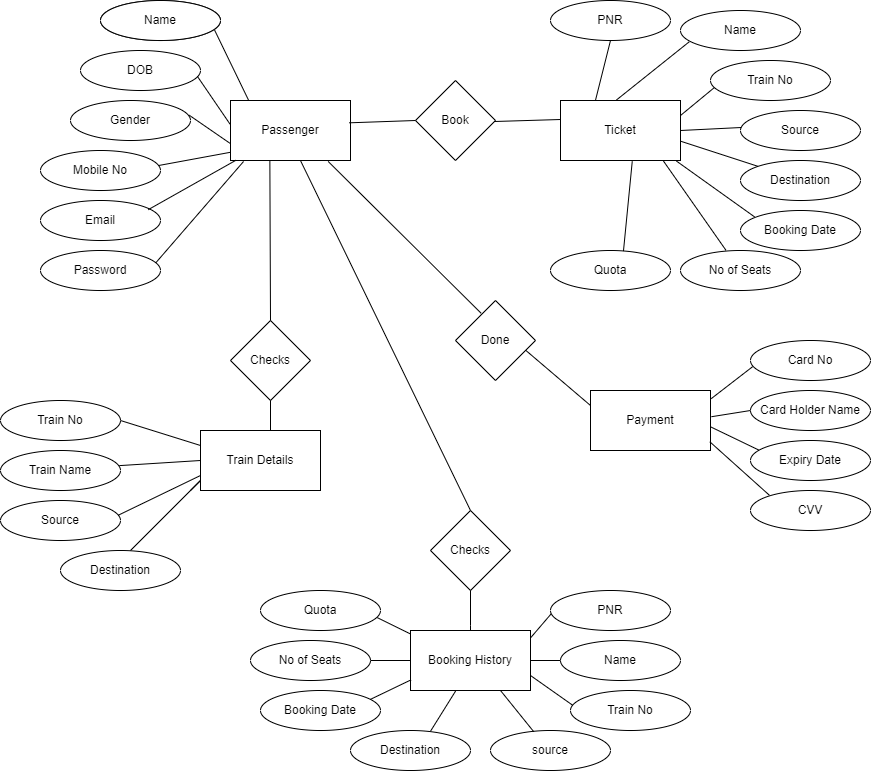 Name
PNR
Name
DOB
Train No
Gender
Passenger
Book
Ticket
Source
Mobile No
Destination
Email
Booking Date
Password
Quota
No of Seats
Checks
Done
Card No
Train No
Payment
Card Holder Name
Train Name
Train Details
Expiry Date
Source
CVV
Destination
Checks
Quota
PNR
No of Seats
Booking History
Name
Booking Date
Train No
Destination
source